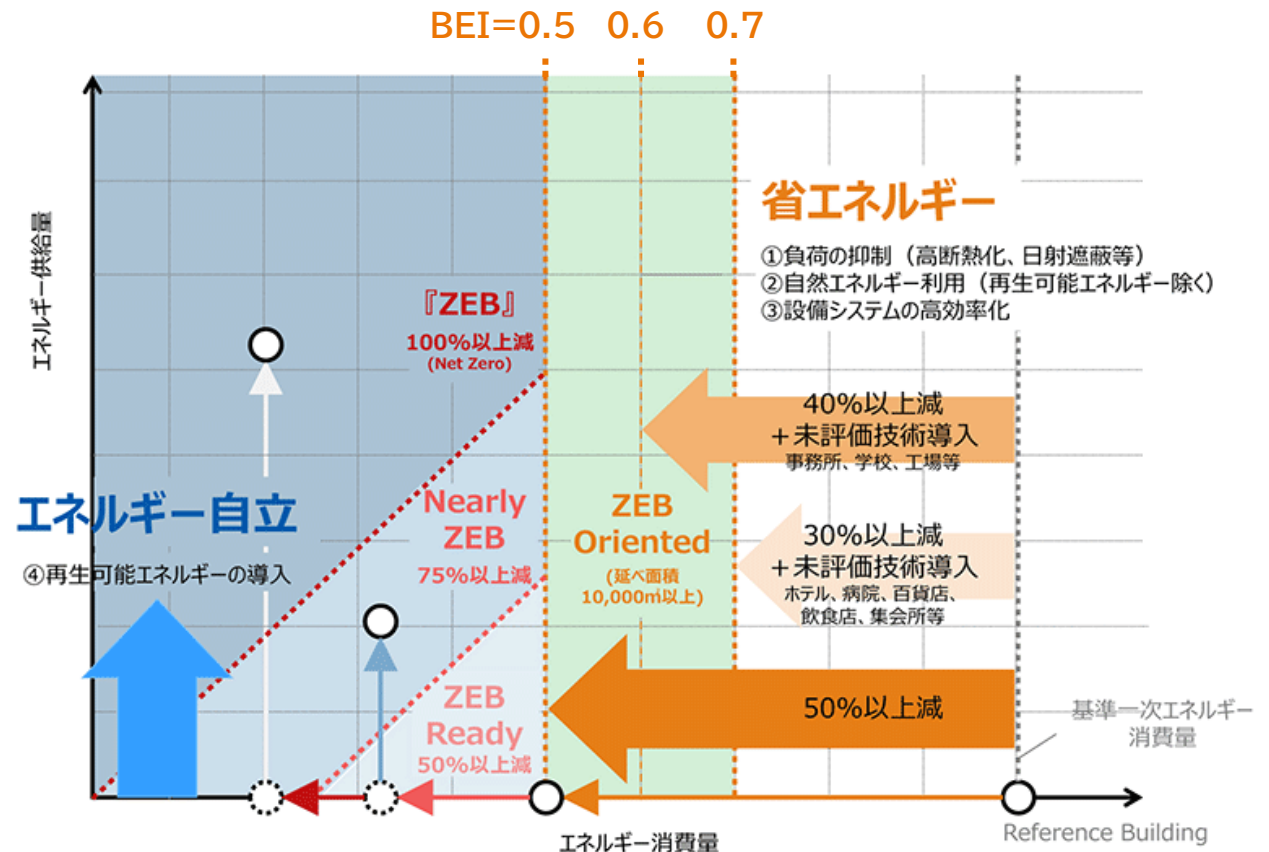 BEI=0.5 0.6 0.7
エネルギー供給量
省エネルギー
①負荷の抑制（高断熱化、日射遮蔽等）
②自然エネルギー利用（再生可能エネルギー除く）
③設備システムの高効率化
『ZEB』
100%以上減
(Net Zero)
40%以上減
＋未評価技術導入
事務所、学校、工場等
エネルギー自立
④再生可能エネルギーの導入
Nearly
ZEB
75%以上減
ZEB
Oriented
(延べ面積
10,000㎡以上)
30%以上減
＋未評価技術導入
ホテル、病院、百貨店、
飲食店、集会所等
ZEB
Ready
50%以上減
50%以上減
基準一次エネルギー
消費量
エネルギー消費量
Reference Building